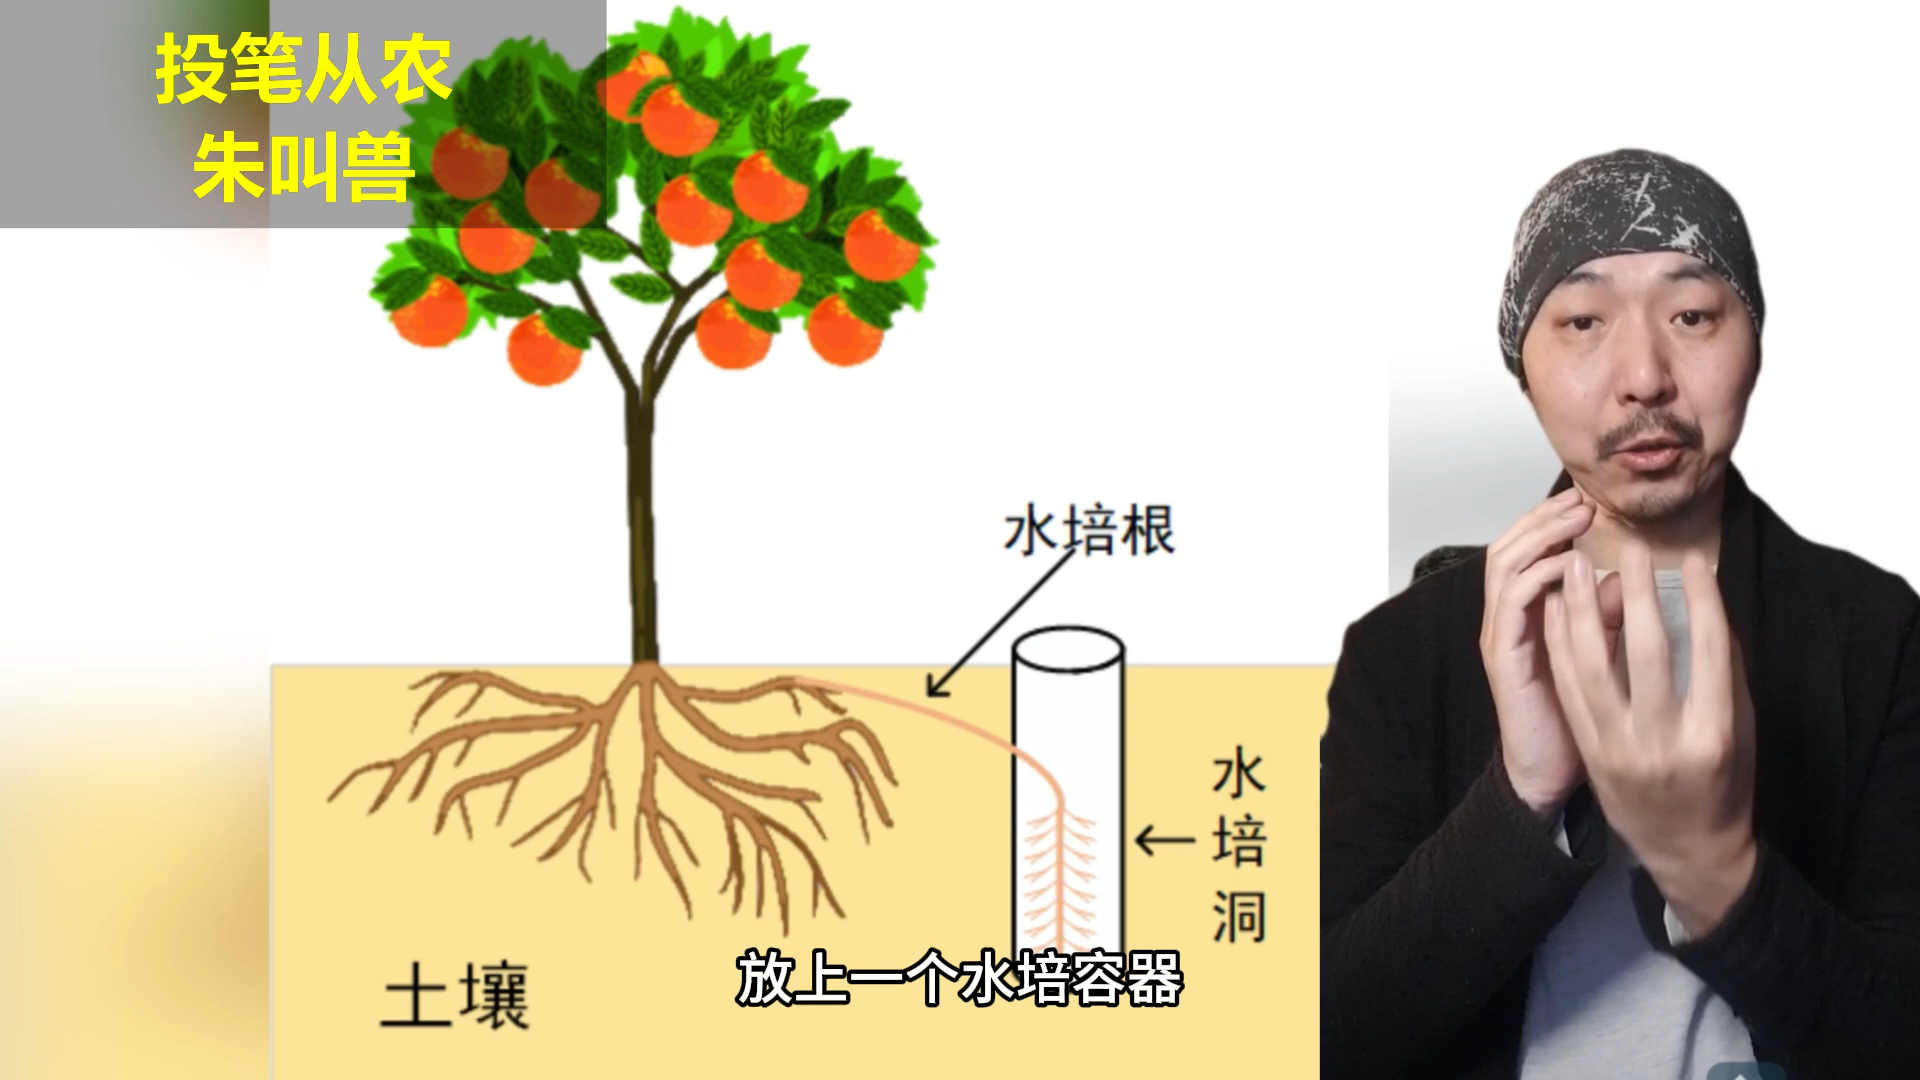 投笔从农
朱叫兽
水培根
水培洞
土壤
放上一个水培容器